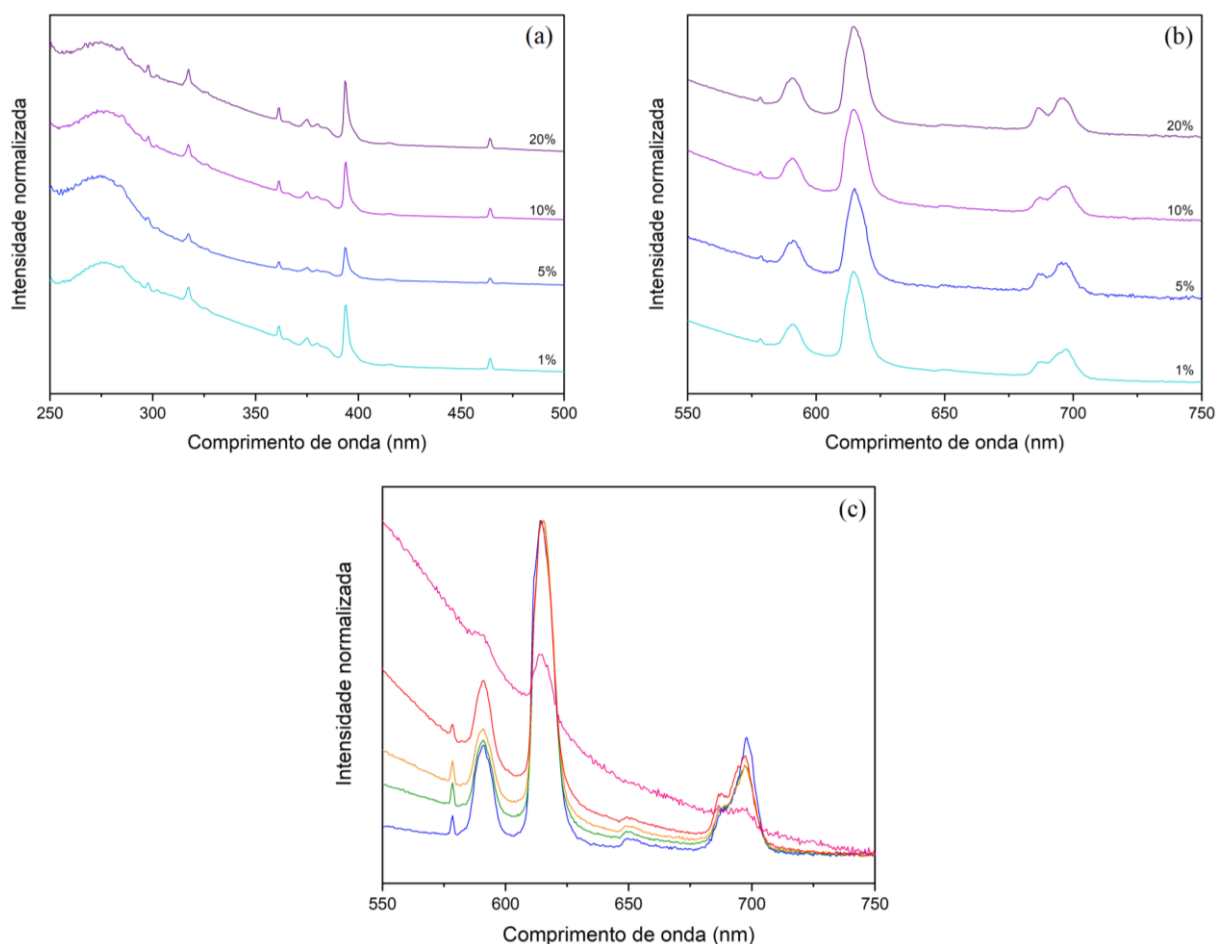 (a)
Intensidade normalizada
20%
10%
5%
1%
250 300 350 400 450 500
Comprimento de onda (nm)
(b)
Intensidade normalizada
20%
10%
5%
1%
550 600 650 700 750
Comprimento de onda (nm)
(c)
Intensidade normalizada
550 600 650 700 750
Comprimento de onda (nm)